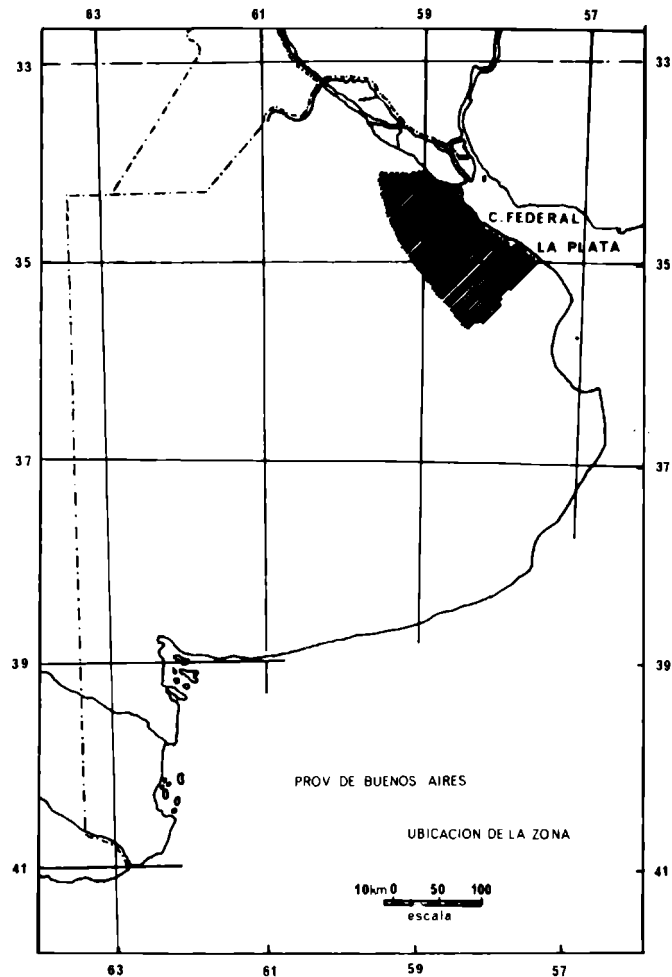 63 61 59 57
33 33
C. FEDERAL
LA PLATA
35 35
37 37
39 39
PROV DE BUENOS AIRES
UBICACION DE LA ZONA
41 41
10km 0 50 100
escala
63 61 59 57